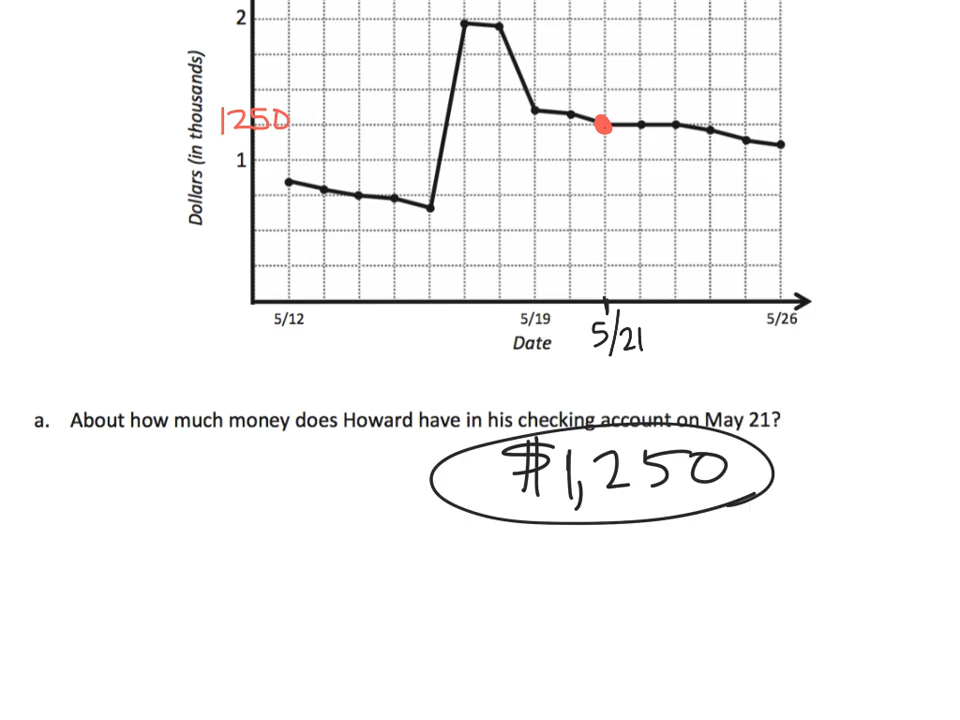 2
Dollars (in thousands)
1250
1
5/12
5/19
5/26
Date
5/21
a. About how much money does Howard have in his checking account on May 21?
$1,250